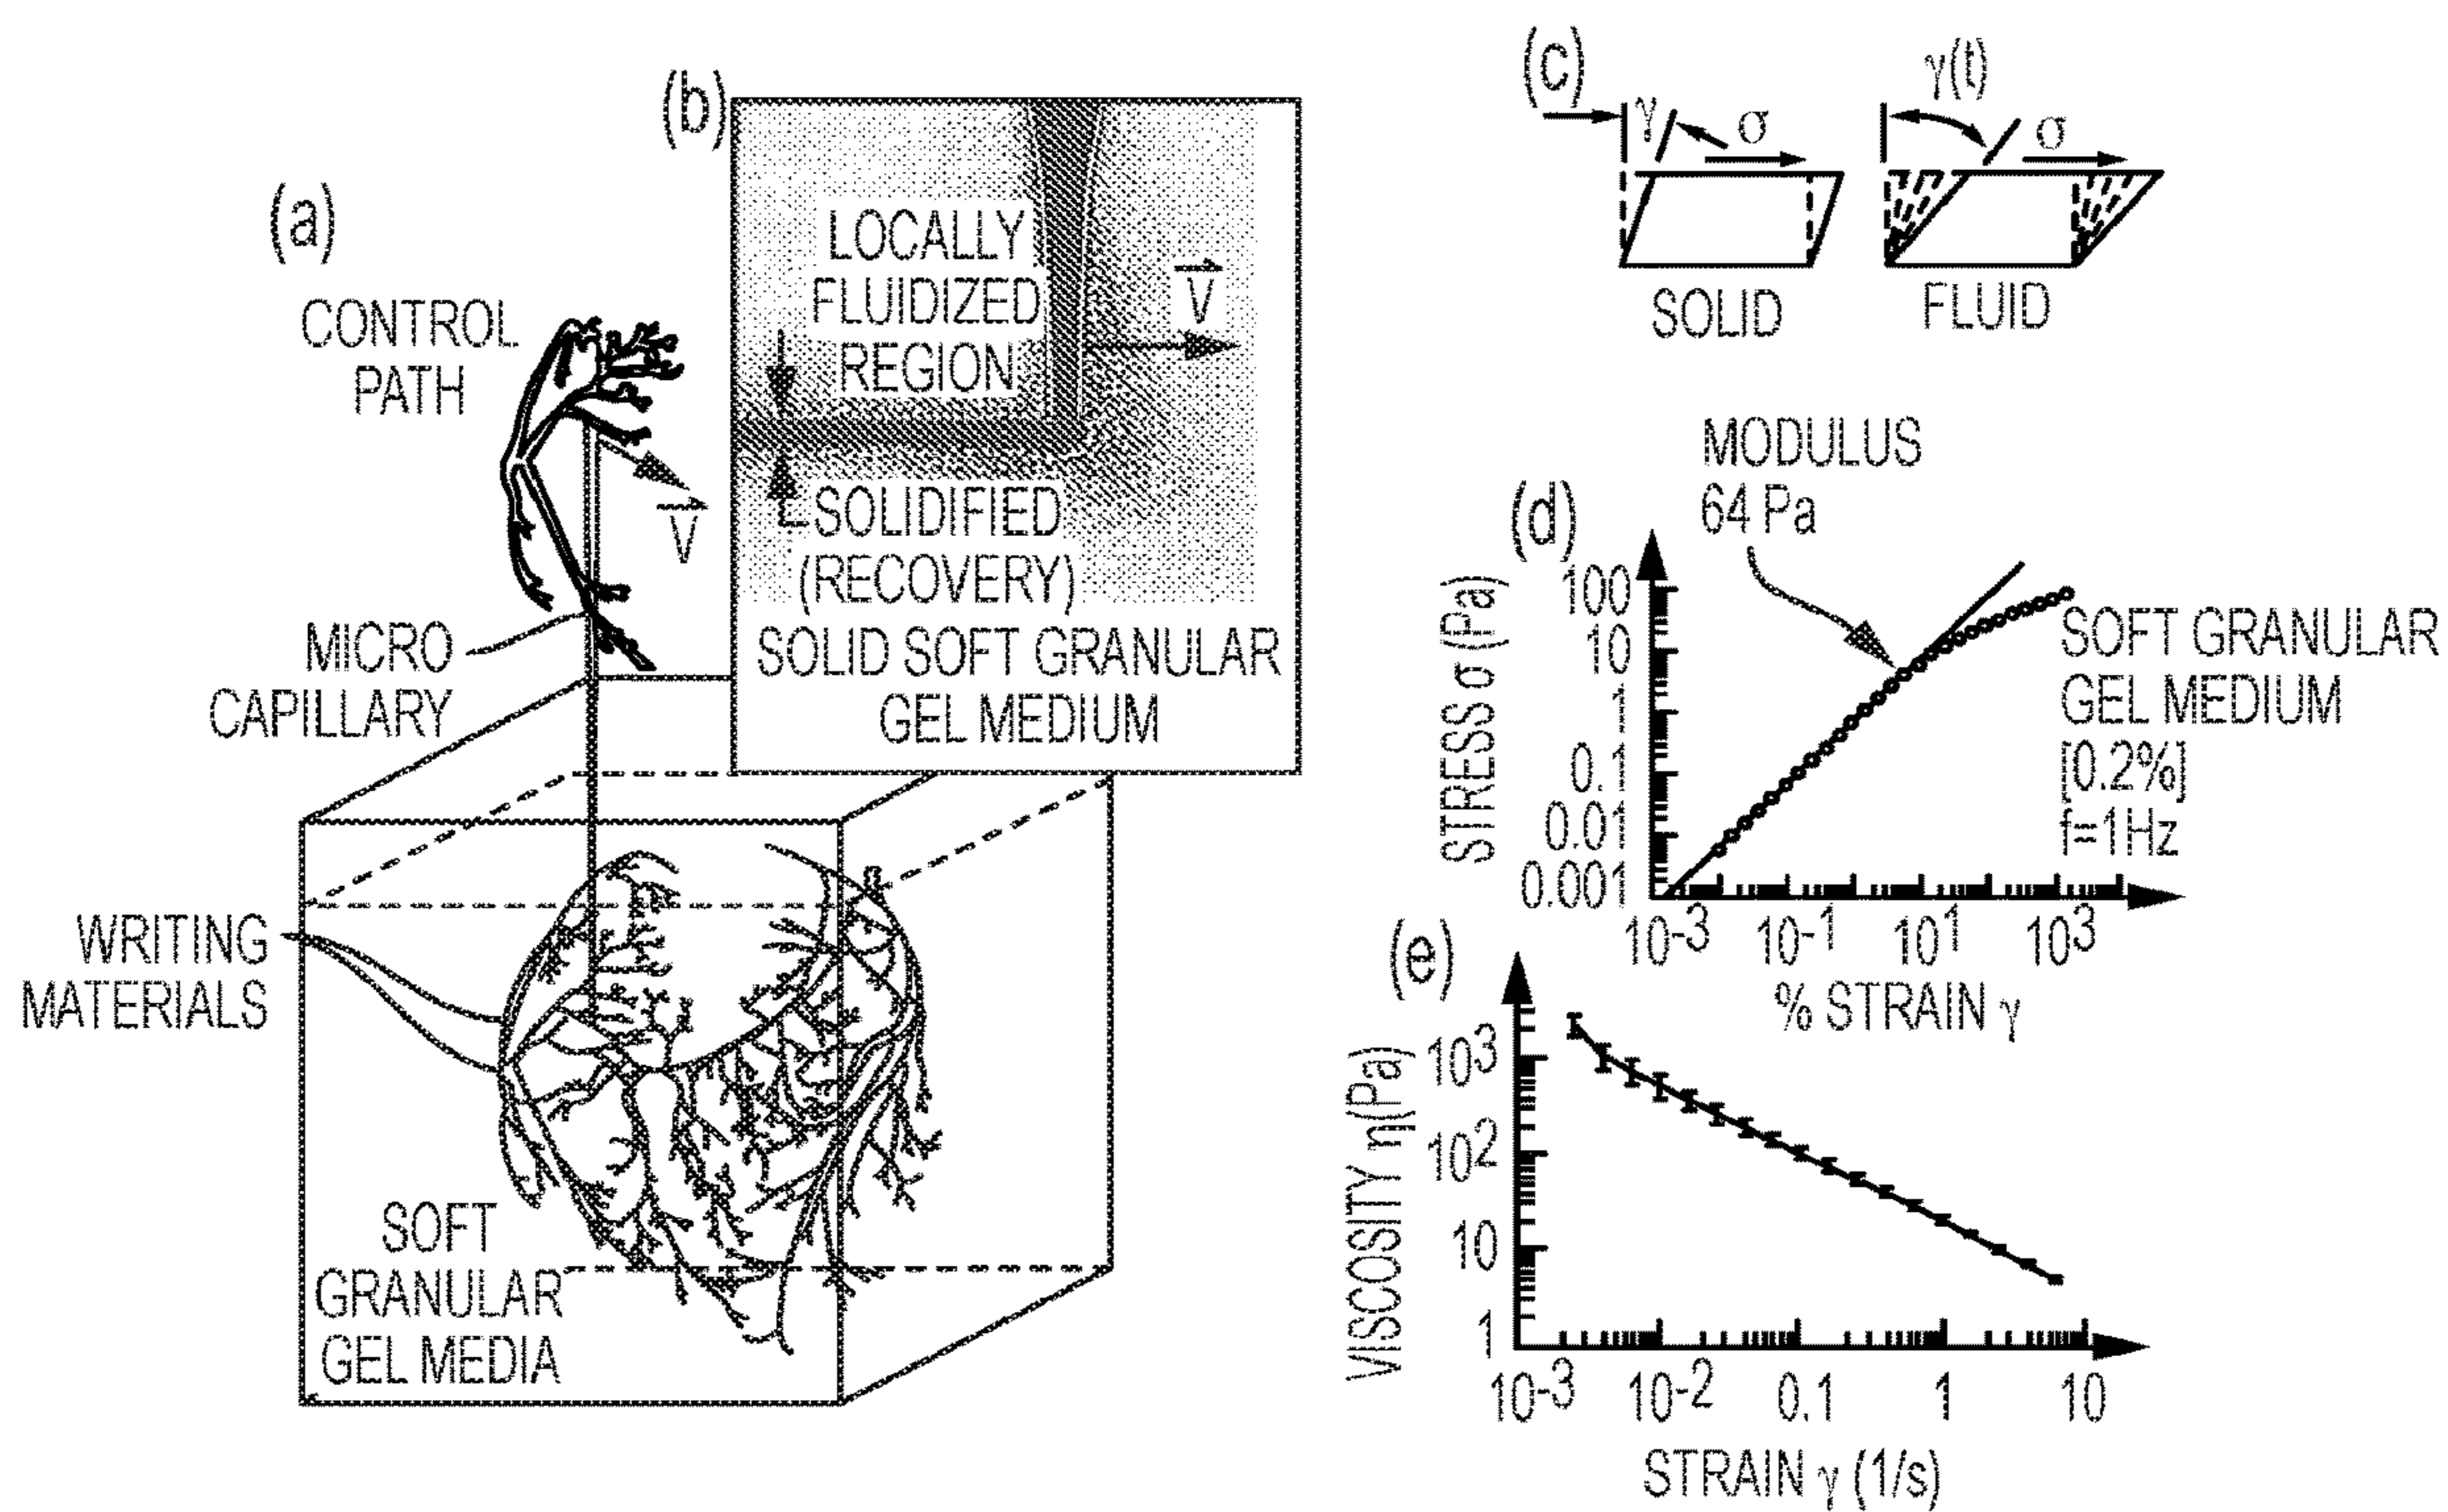 (a)
CONTROL
PATH
V
MICRO
CAPILLARY
WRITING
MATERIALS
SOFT
GRANULAR
GEL MEDIA
(b)
LOCALLY
FLUIDIZED
REGION
V
SOLIDIFIED
(RECOVERY)
SOLID SOFT GRANULAR
GEL MEDIUM
(c)
γ
σ
SOLID
γ(t)
σ
FLUID
(d)
MODULUS
64 Pa
STRESS σ (Pa)
100
10
1
0.1
0.01
0.001
10-3 10-1 101 103
% STRAIN γ
SOFT GRANULAR
GEL MEDIUM
[0.2%]
f=1Hz
(e)
VISCOSITY η(Pa)
103
102
10
1
10-3 10-2 0.1 1 10
STRAIN γ (1/s)